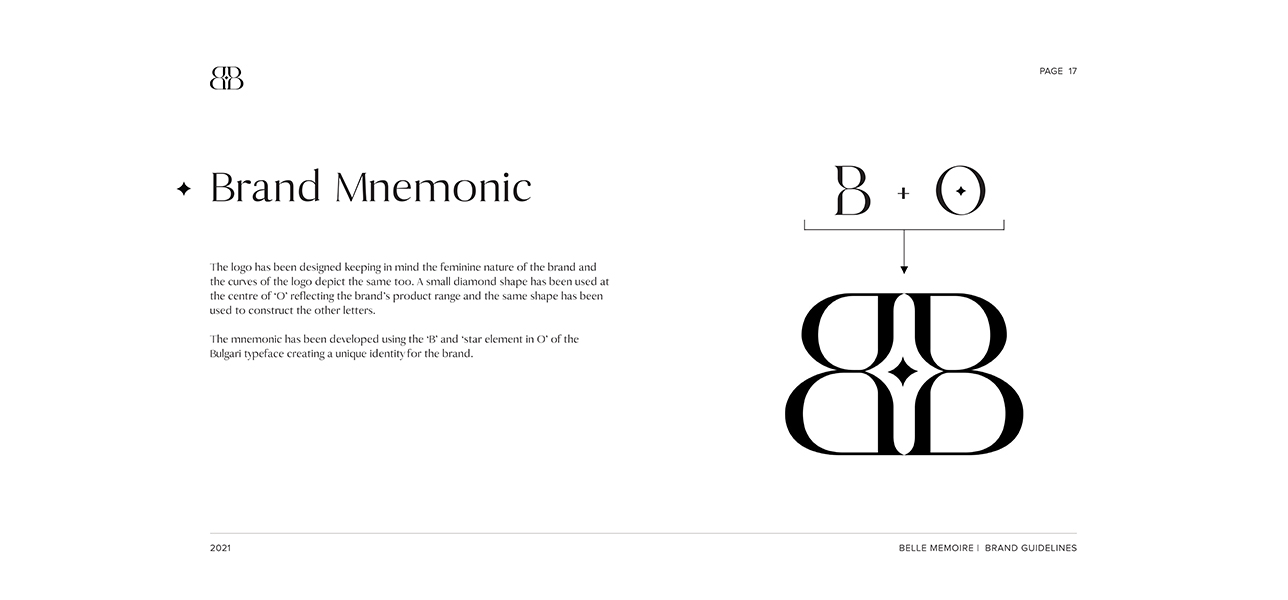 PAGE 17
Brand Mnemonic
The logo has been designed keeping in mind the feminine nature of the brand and
the curves of the logo depict the same too. A small diamond shape has been used at
the centre of ‘O’ reflecting the brand’s product range and the same shape has been
used to construct the other letters.
The mnemonic has been developed using the ‘B’ and ‘star element in O’ of the
Bulgari typeface creating a unique identity for the brand.
B + O
2021
BELLE MEMOIRE | BRAND GUIDELINES